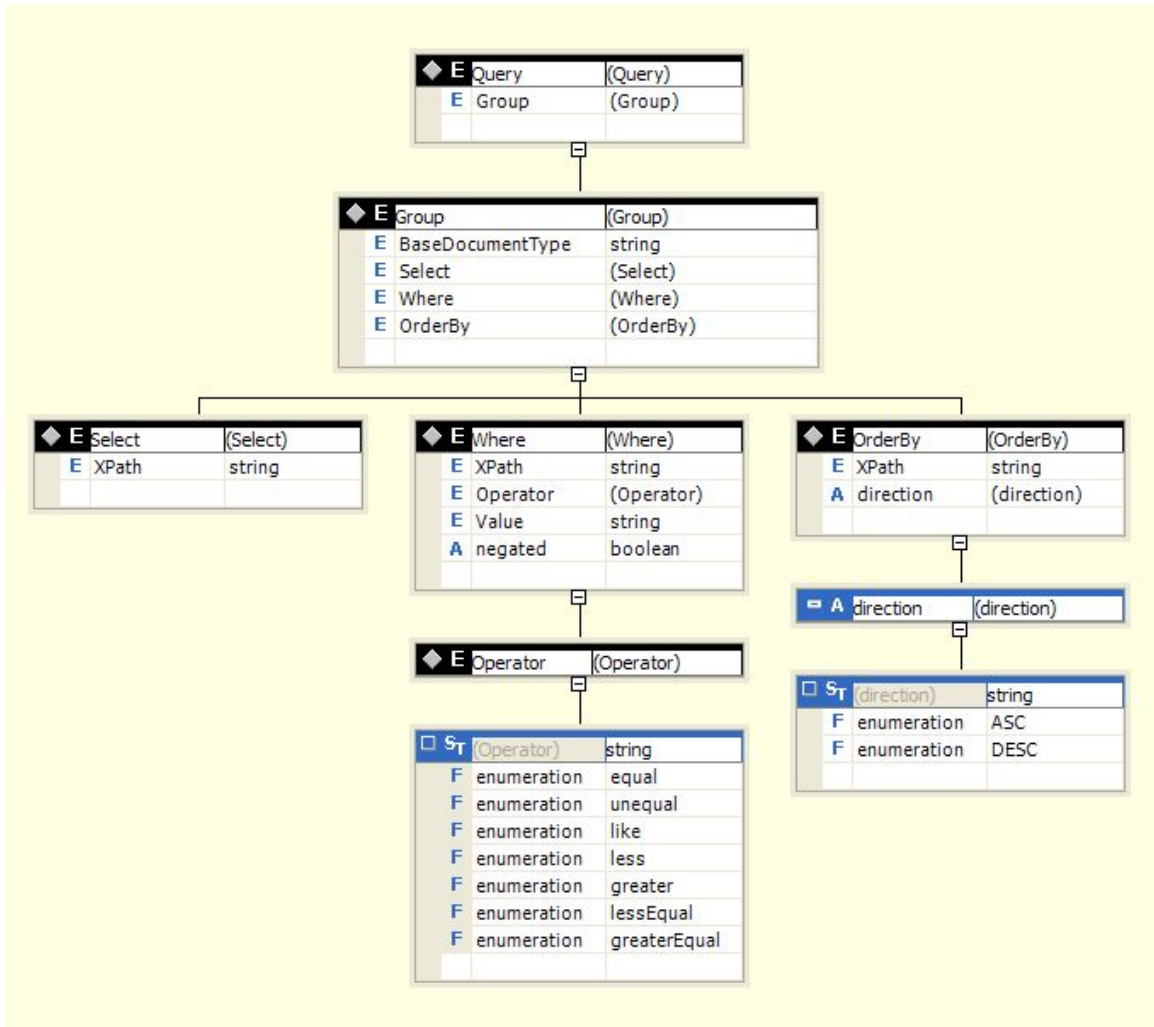 E Query (Query)
E Group (Group)
E Group (Group)
E BaseDocumentType string
E Select (Select)
E Where (Where)
E OrderBy (OrderBy)
E Select (Select)
E XPath string
E Where (Where)
E XPath string
E Operator (Operator)
E Value string
A negated boolean
E Operator (Operator)
ST (Operator) string
F enumeration equal
F enumeration unequal
F enumeration like
F enumeration less
F enumeration greater
F enumeration lessEqual
F enumeration greaterEqual
E OrderBy (OrderBy)
E XPath string
A direction (direction)
A direction (direction)
ST (direction) string
F enumeration ASC
F enumeration DESC